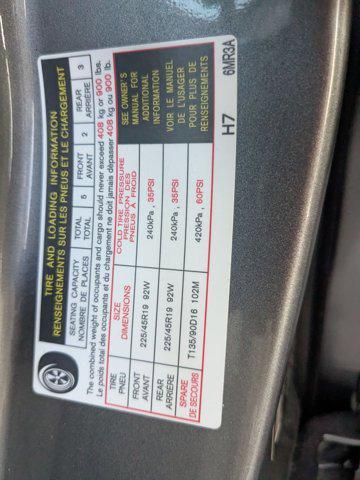 TIRE AND LOADING INFORMATION
RENSEIGNEMENTS SUR LES PNEUS ET LE CHARGEMENT
SEATING CAPACITY TOTAL 5 FRONT 2 REAR 3
NOMBRE DE PLACES TOTAL AVANT ARRIÈRE
The combined weight of occupants and cargo should never exceed 408 kg or 900 lbs.
Le poids total des occupants et du chargement ne doit jamais dépasser 408 kg ou 900 lb.
TIRE SIZE COLD TIRE PRESSURE
PNEU DIMENSIONS PRESSION DES
PNEUS À FROID
FRONT 225/45R19 92W 240kPa, 35PSI
AVANT
REAR 225/45R19 92W 240kPa, 35PSI
ARRIÈRE
SPARE T135/90D16 102M 420kPa, 60PSI
DE SECOURS
SEE OWNER'S
MANUAL FOR
ADDITIONAL
INFORMATION
VOIR LE MANUEL
DE L'USAGER
POUR PLUS DE
RENSEIGNEMENTS
H7 6MR3A